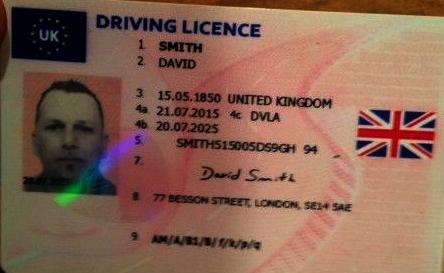 UK
DRIVING LICENCE
1 SMITH
2 DAVID
3 15.05.1850 UNITED KINGDOM
4a 21.07.2015 4c DVLA
4b 20.07.2025
5 SMITH515005DS9GH 94
7
David Smith
8 77 BESSON STREET, LONDON, SE14 5AE
9 AM/A/B1/B/f/k/p/q